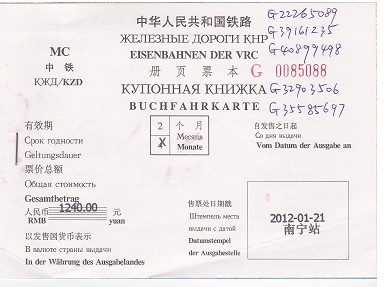 中华人民共和国铁路
ЖЕЛЕЗНЫЕ ДОРОГИ КНР
EISENBAHNEN DER VRC
MC
中 铁
КЖД/KZD
册 页 票 本 G 0085088
КУПОННАЯ КНИЖКА
BUCHFAHRKARTE
G22265089
G39161235
G40899498
G32903506
G35585697
有效期
Срок годности
Geltungsdauer
2 个 月
X Месяца
Monate
自发售之日起
Со дня выдачи
Vom Datum der Ausgabe an
票价总额
Общая стоимость
Gesamtbetrag
人民币 1240.00 元
RMB yuan
以发售国货币表示
В валюте страны выдачи
In der Währung des Ausgabelandes
售票处日期戳
Штемпель места
выдачи с датой
Datumstempel
der Ausgabestelle
2012-01-21
南宁站